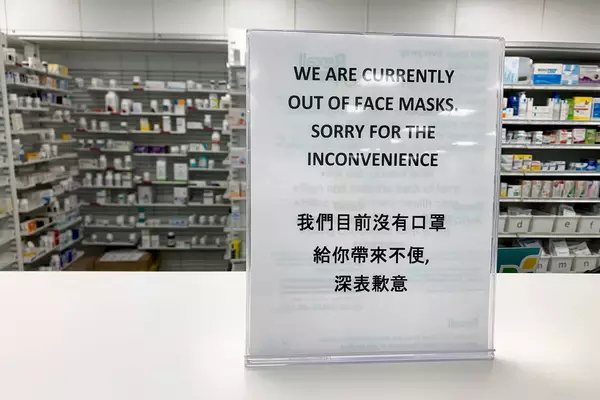 WE ARE CURRENTLY
OUT OF FACE MASKS.
SORRY FOR THE
INCONVENIENCE
我們目前沒有口罩
給你帶來不便,
深表歉意
d e f
m n